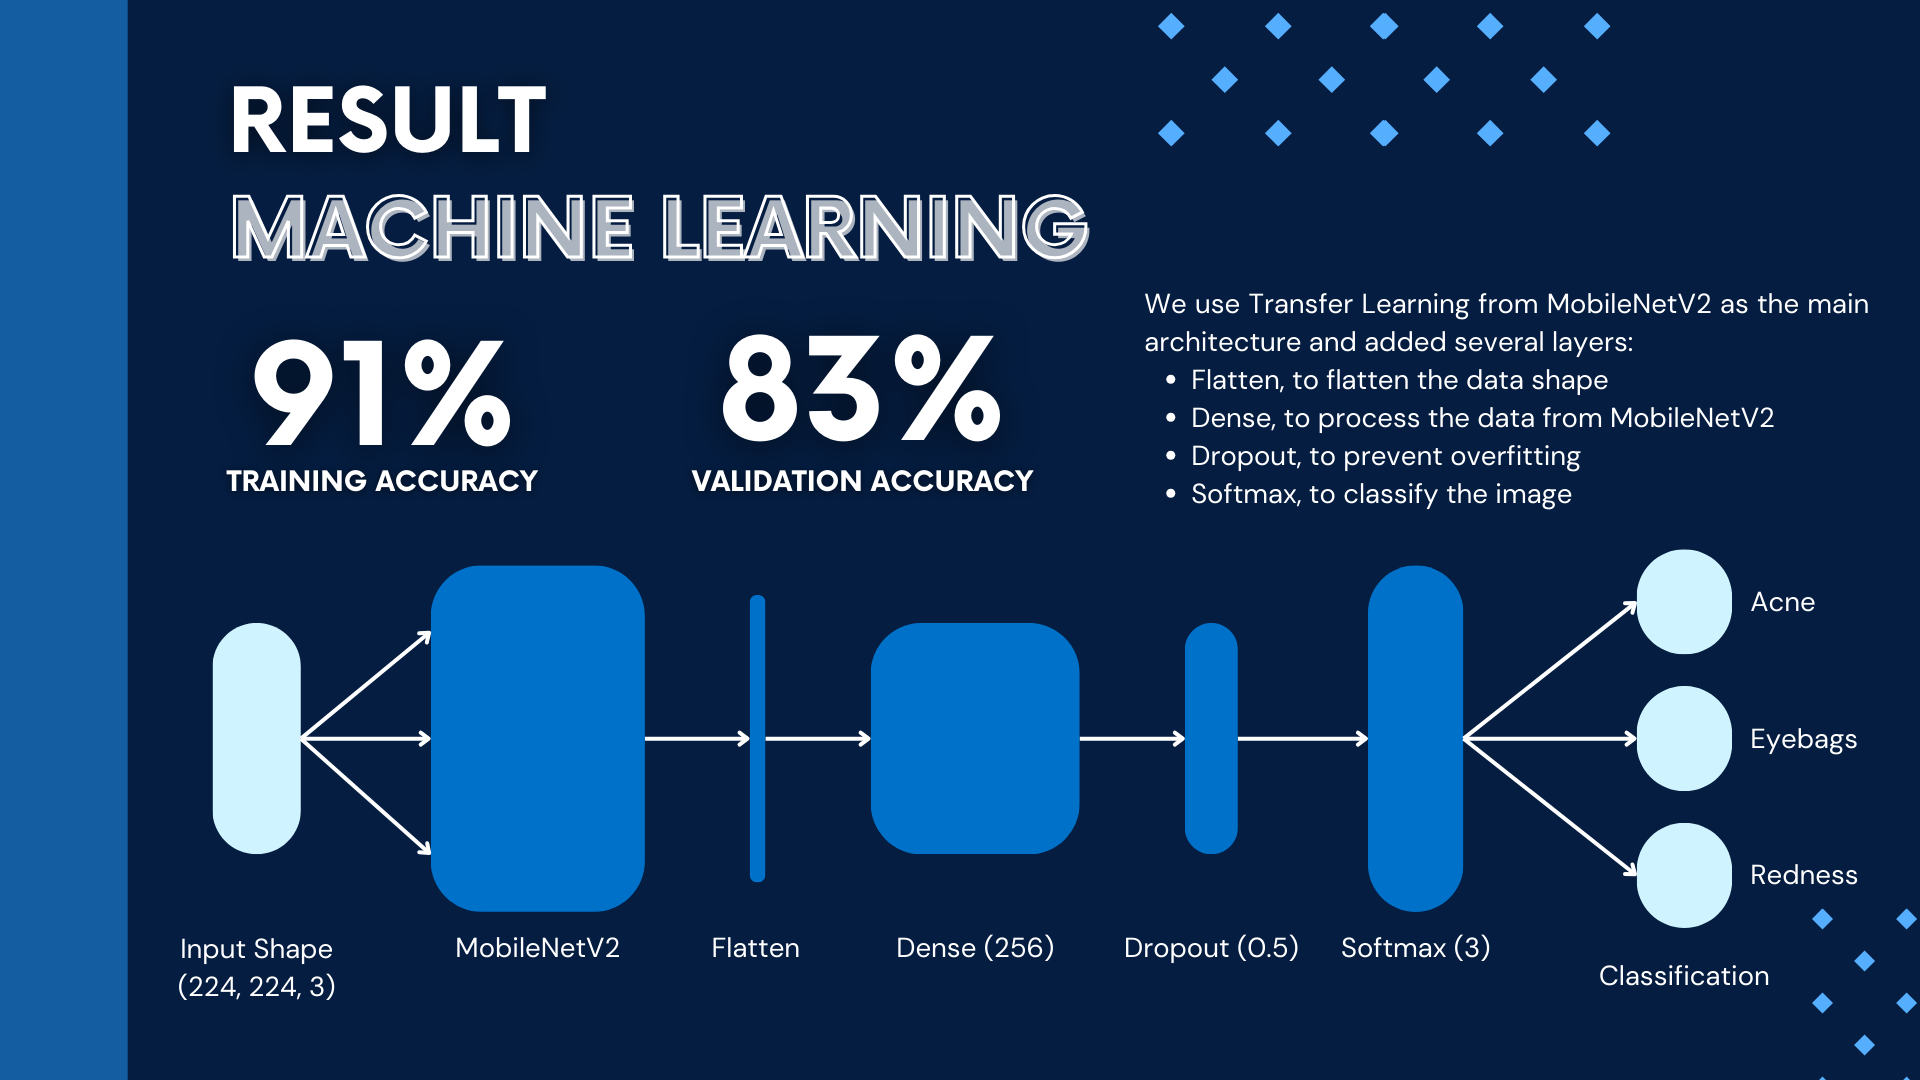 RESULT
MACHINE LEARNING
91%
TRAINING ACCURACY
83%
VALIDATION ACCURACY
We use Transfer Learning from MobileNetV2 as the main
architecture and added several layers:
• Flatten, to flatten the data shape
• Dense, to process the data from MobileNetV2
• Dropout, to prevent overfitting
• Softmax, to classify the image
Input Shape
(224, 224, 3)
MobileNetV2
Flatten
Dense (256)
Dropout (0.5)
Softmax (3)
Acne
Eyebags
Redness
Classification